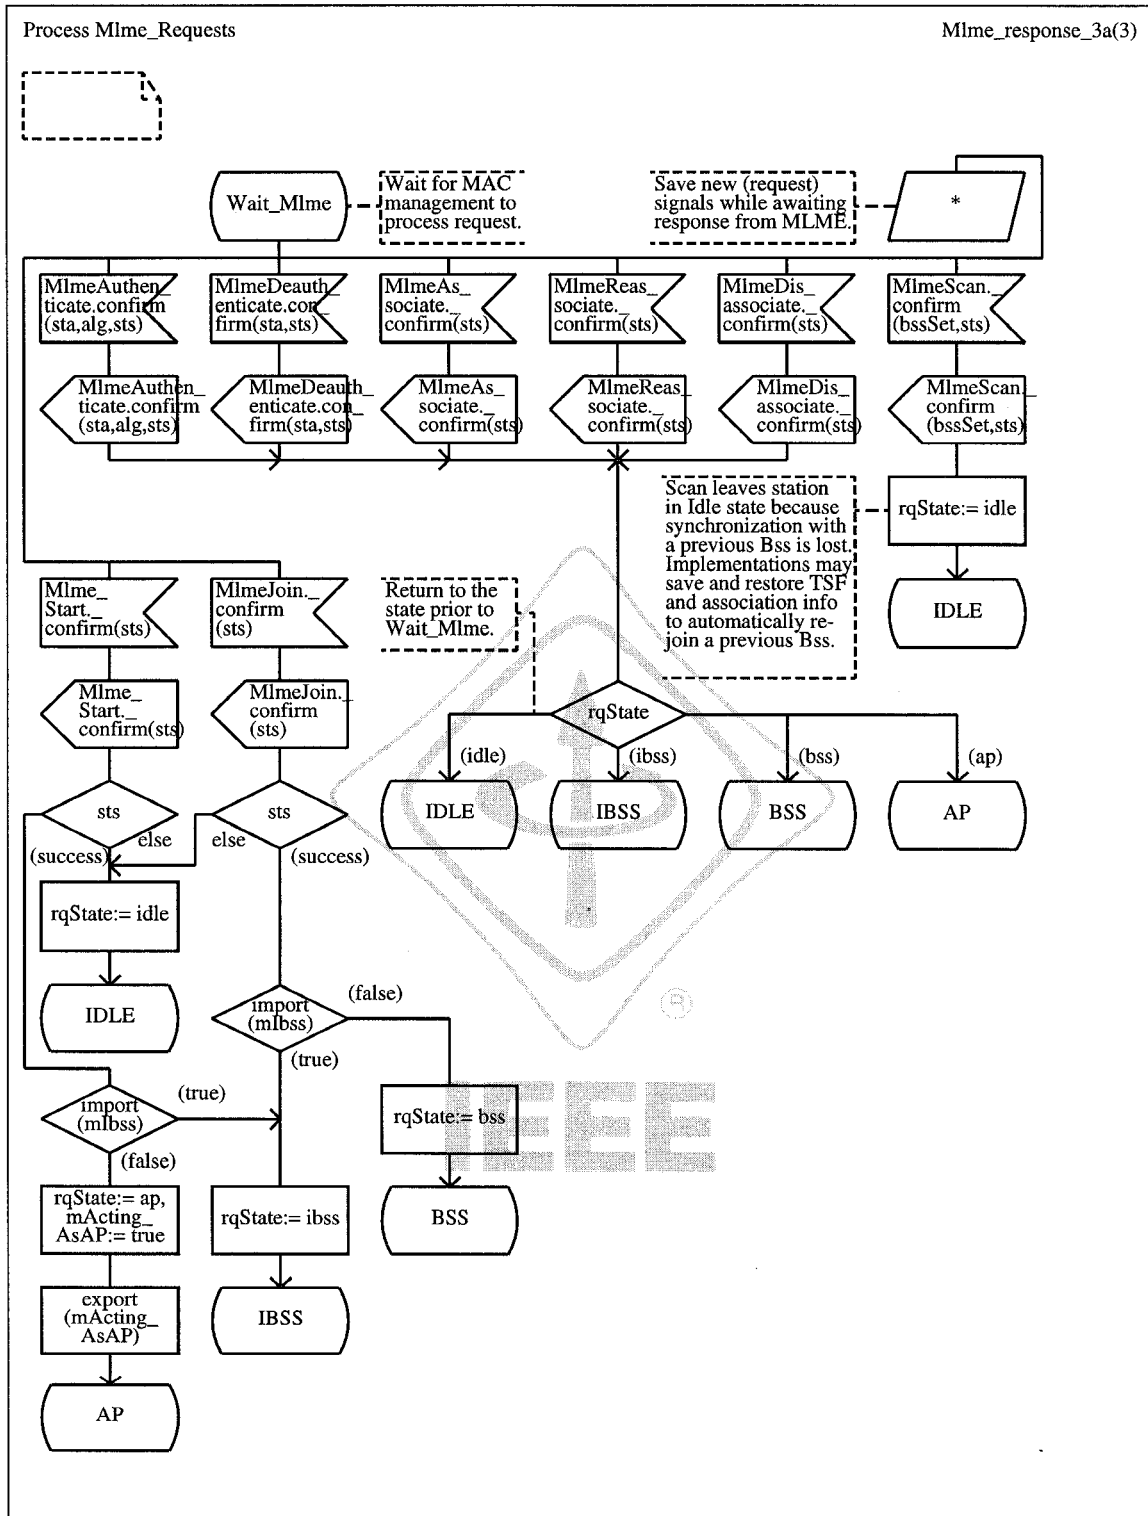 Process Mlme_Requests
Mlme_response_3a(3)
Wait_Mlme
Wait for MAC
management to
process request.
Save new (request)
signals while awaiting
response from MLME.
*
MlmeAuthen_
ticate.confirm
(sta,alg,sts)
MlmeDeauth_
enticate.con_
firm(sta,sts)
MlmeAs_
sociate._
confirm(sts)
MlmeReas_
sociate._
confirm(sts)
MlmeDis_
associate._
confirm(sts)
MlmeScan._
confirm
(bssSet,sts)
MlmeAuthen_
ticate.confirm
(sta,alg,sts)
MlmeDeauth_
enticate.con_
firm(sta,sts)
MlmeAs_
sociate._
confirm(sts)
MlmeReas_
sociate._
confirm(sts)
MlmeDis_
associate._
confirm(sts)
MlmeScan._
confirm
(bssSet,sts)
Scan leaves station
in Idle state because
synchronization with
a previous Bss is lost.
Implementations may
save and restore TSF
and association info
to automatically re-
join a previous Bss.
rqState:= idle
IDLE
Mlme_
Start._
confirm(sts)
MlmeJoin._
confirm
(sts)
Return to the
state prior to
Wait_Mlme.
Mlme_
Start._
confirm(sts)
MlmeJoin._
confirm
(sts)
rqState
(idle)
(ibss)
(bss)
(ap)
IDLE
IBSS
BSS
AP
sts
sts
else
else
(success)
(success)
rqState:= idle
IDLE
import
(mIbss)
(false)
(true)
import
(mIbss)
(true)
(false)
rqState:= bss
BSS
rqState:= ap,
mActing_
AsAP:= true
rqState:= ibss
export
(mActing_
AsAP)
IBSS
AP
IEEE
®